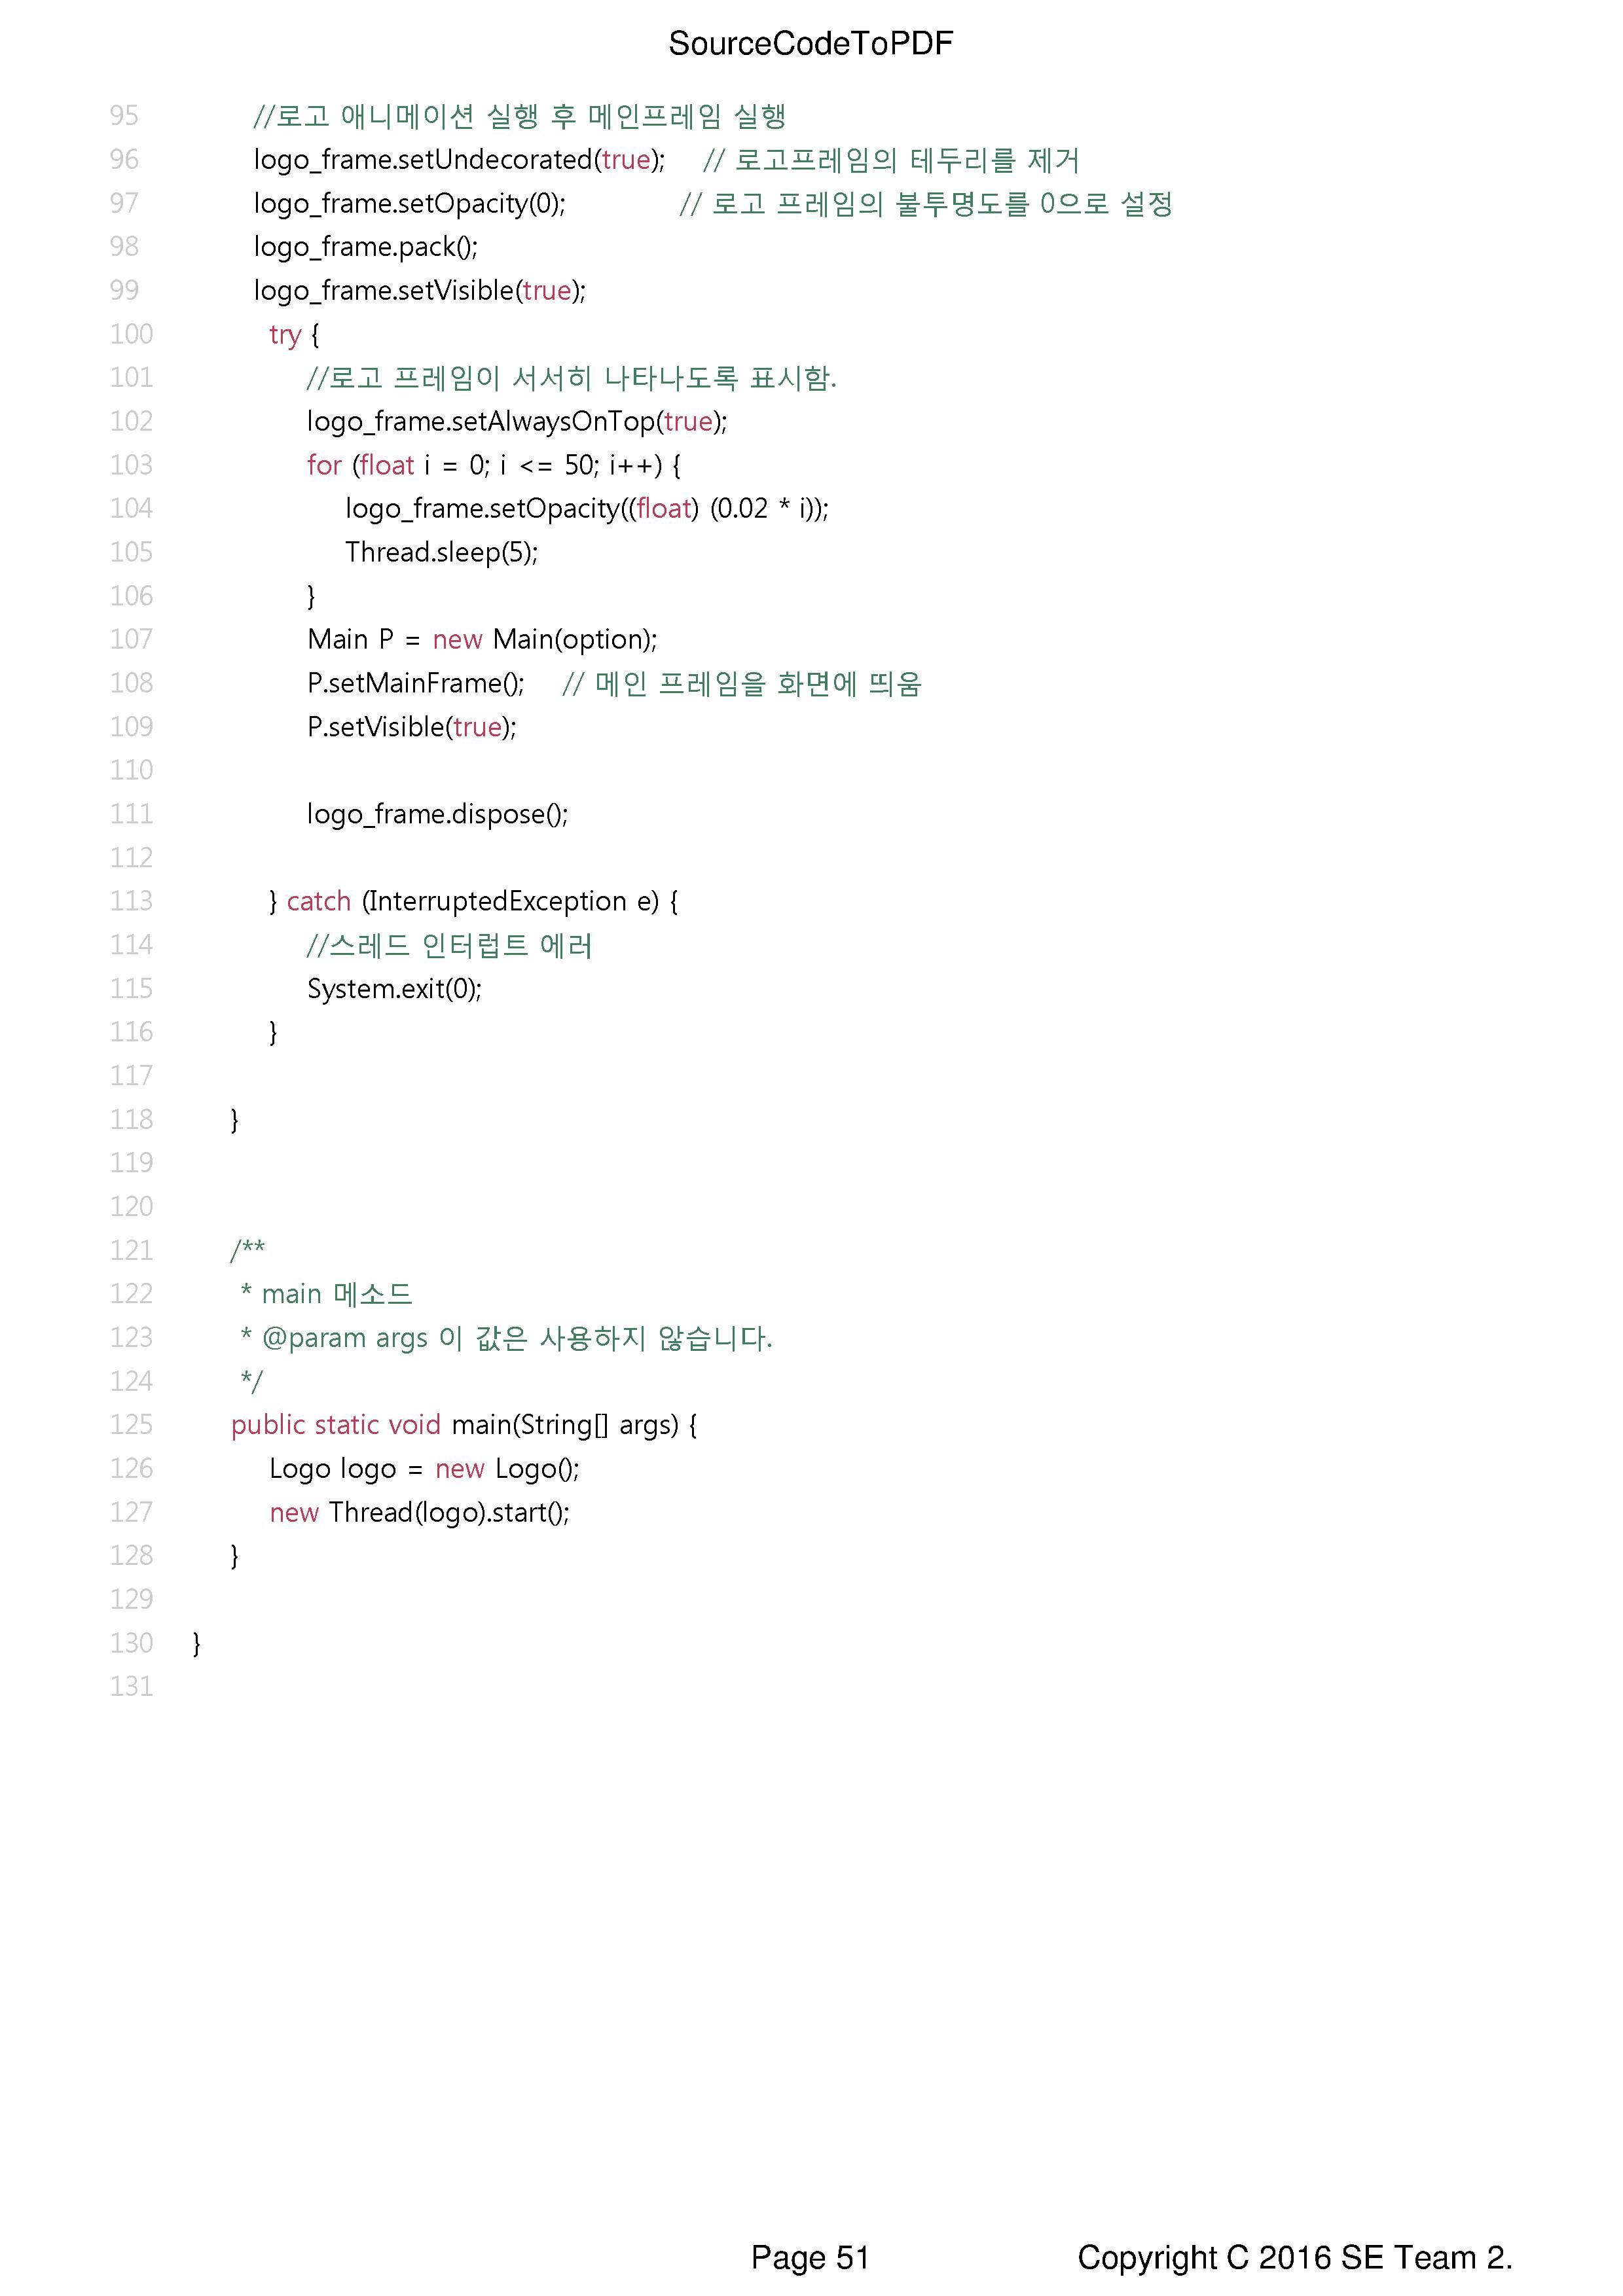 SourceCodeToPDF
95 //로고 애니메이션 실행 후 메인프레임 실행
96 logo_frame.setUndecorated(true); // 로고프레임의 테두리를 제거
97 logo_frame.setOpacity(0); // 로고 프레임의 불투명도를 0으로 설정
98 logo_frame.pack();
99 logo_frame.setVisible(true);
100 try {
101 //로고 프레임이 서서히 나타나도록 표시함.
102 logo_frame.setAlwaysOnTop(true);
103 for (float i = 0; i <= 50; i++) {
104 logo_frame.setOpacity((float) (0.02 * i));
105 Thread.sleep(5);
106 }
107 Main P = new Main(option);
108 P.setMainFrame(); // 메인 프레임을 화면에 띄움
109 P.setVisible(true);
110
111 logo_frame.dispose();
112
113 } catch (InterruptedException e) {
114 //스레드 인터럽트 에러
115 System.exit(0);
116 }
117
118 }
119
120
121 /**
122 * main 메소드
123 * @param args 이 값은 사용하지 않습니다.
124 */
125 public static void main(String[] args) {
126 Logo logo = new Logo();
127 new Thread(logo).start();
128 }
129
130 }
131
Page 51 Copyright C 2016 SE Team 2.